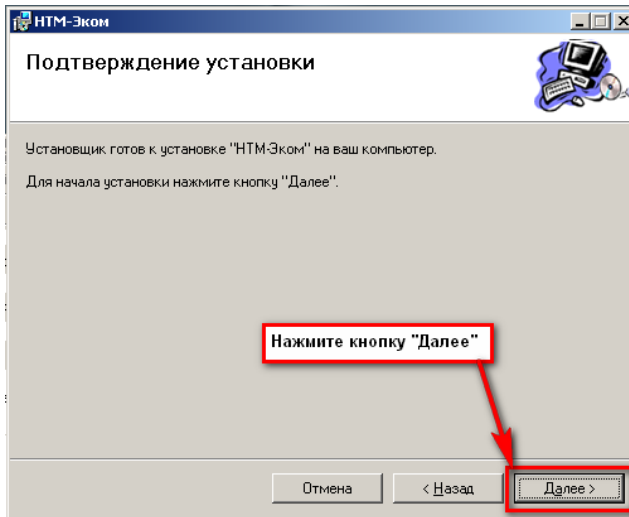 НТМ-Эком
Подтверждение установки
Установщик готов к установке "НТМ-Эком" на ваш компьютер.
Для начала установки нажмите кнопку "Далее".
Нажмите кнопку "Далее"
Отмена
< Назад
Далее >